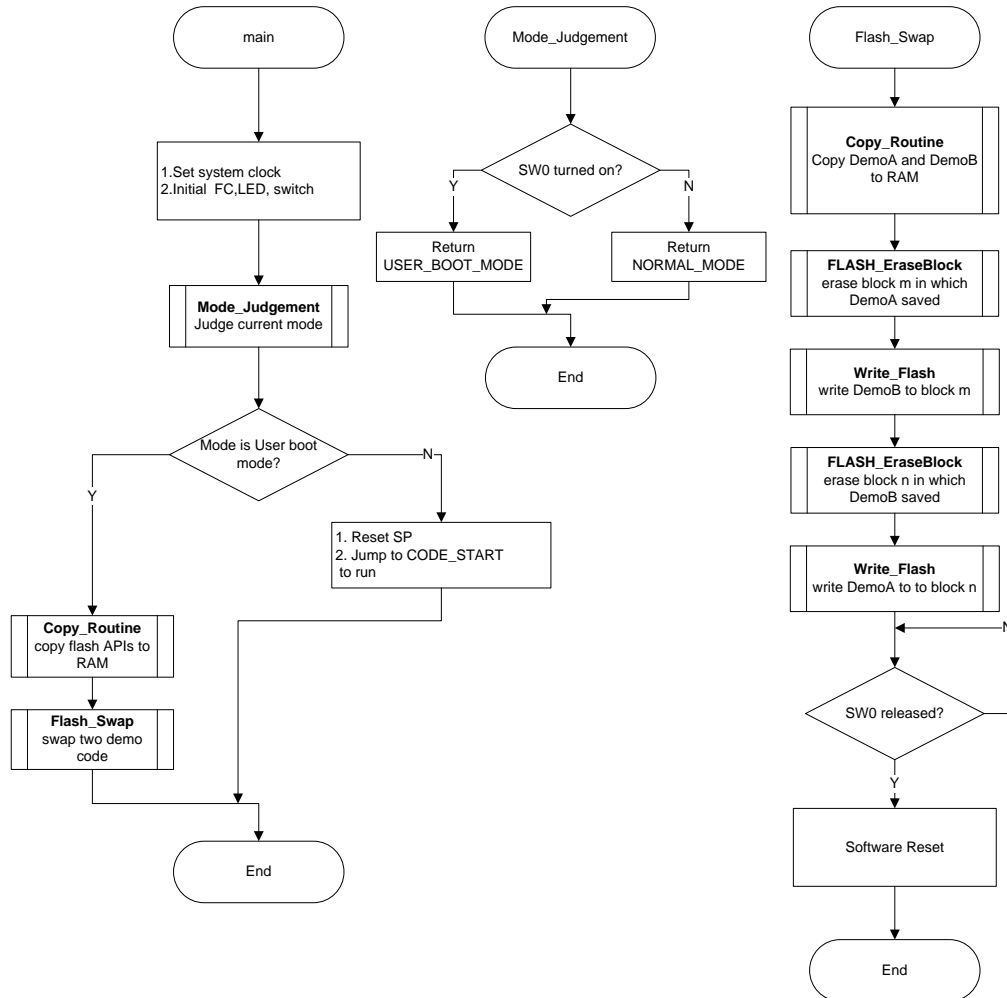 main
1.Set system clock
2.Initial  FC,LED, switch
Mode_Judgement
Judge current mode
Mode is User boot
mode?
Y
N
1. Reset SP
2. Jump to CODE_START
to run
Copy_Routine
copy flash APIs to
RAM
Flash_Swap
swap two demo
code
End
Mode_Judgement
SW0 turned on?
Y
N
Return
USER_BOOT_MODE
Return
NORMAL_MODE
End
Flash_Swap
Copy_Routine
Copy DemoA and DemoB
to RAM
FLASH_EraseBlock
erase block m in which
DemoA saved
Write_Flash
write DemoB to block m
FLASH_EraseBlock
erase block n in which
DemoB saved
Write_Flash
write DemoA to to block n
N
SW0 released?
Y
Software Reset
End